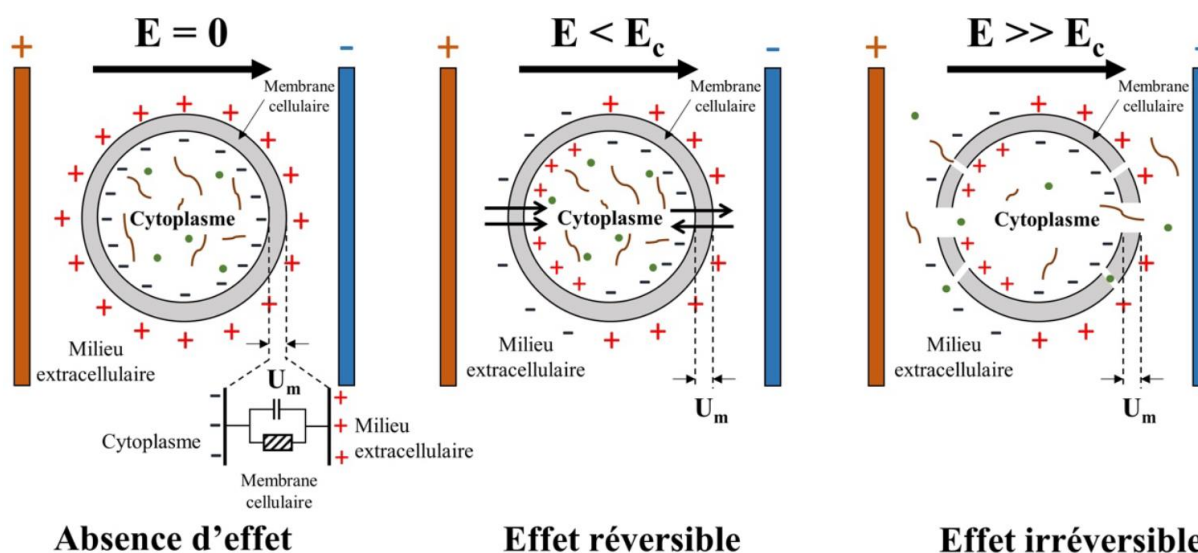 E = 0
+
-
Membrane
cellulaire
Cytoplasme
Milieu
extracellulaire
Um
Cytoplasme
Milieu
extracellulaire
Membrane
cellulaire
Absence d’effet
E < Ec
+
-
Membrane
cellulaire
Cytoplasme
Milieu
extracellulaire
Um
Effet réversible
E >> Ec
+
-
Membrane
cellulaire
Cytoplasme
Milieu
extracellulaire
Um
Effet irréversible